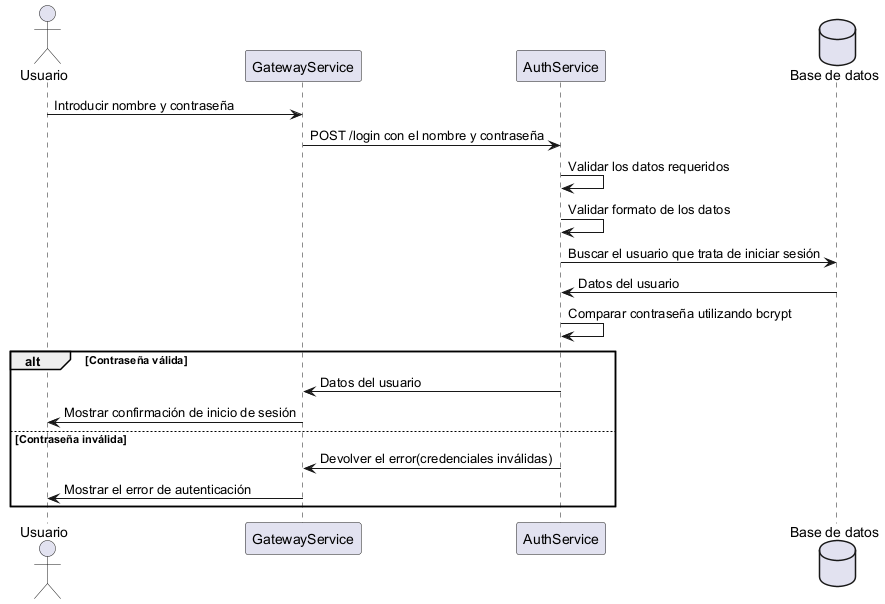 Usuario
GatewayService
AuthService
Base de datos
Introducir nombre y contraseña
POST /login con el nombre y contraseña
Validar los datos requeridos
Validar formato de los datos
Buscar el usuario que trata de iniciar sesión
Datos del usuario
Comparar contraseña utilizando bcrypt
alt [Contraseña válida]
Datos del usuario
Mostrar confirmación de inicio de sesión
[Contraseña inválida]
Devolver el error(credenciales inválidas)
Mostrar el error de autenticación
Usuario
GatewayService
AuthService
Base de datos